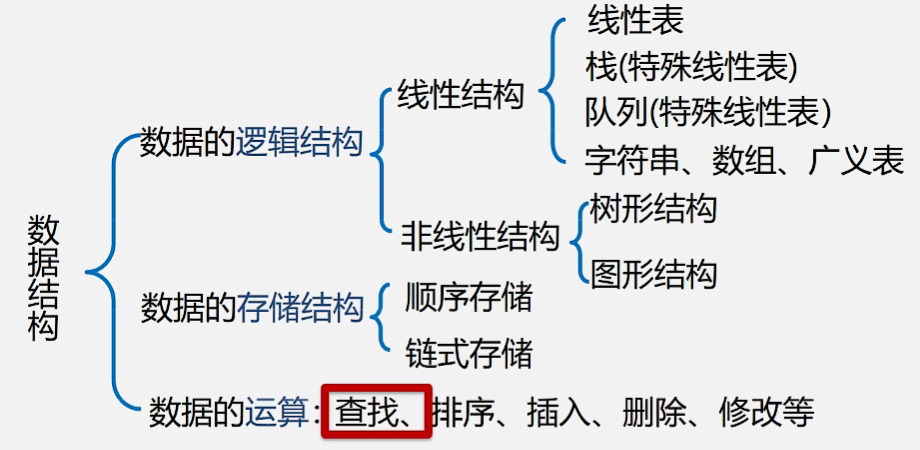 数据结构
数据的逻辑结构
线性结构
线性表
栈(特殊线性表)
队列(特殊线性表)
字符串、数组、广义表
非线性结构
树形结构
图形结构
数据的存储结构
顺序存储
链式存储
数据的运算：查找、排序、插入、删除、修改等